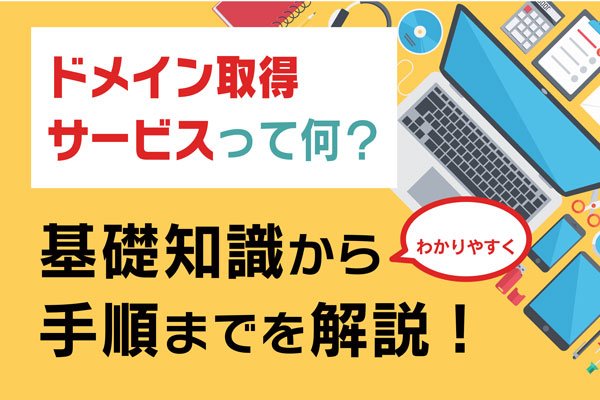 ドメイン取得
サービスって何？
基礎知識から
わかりやすく
手順までを解説！